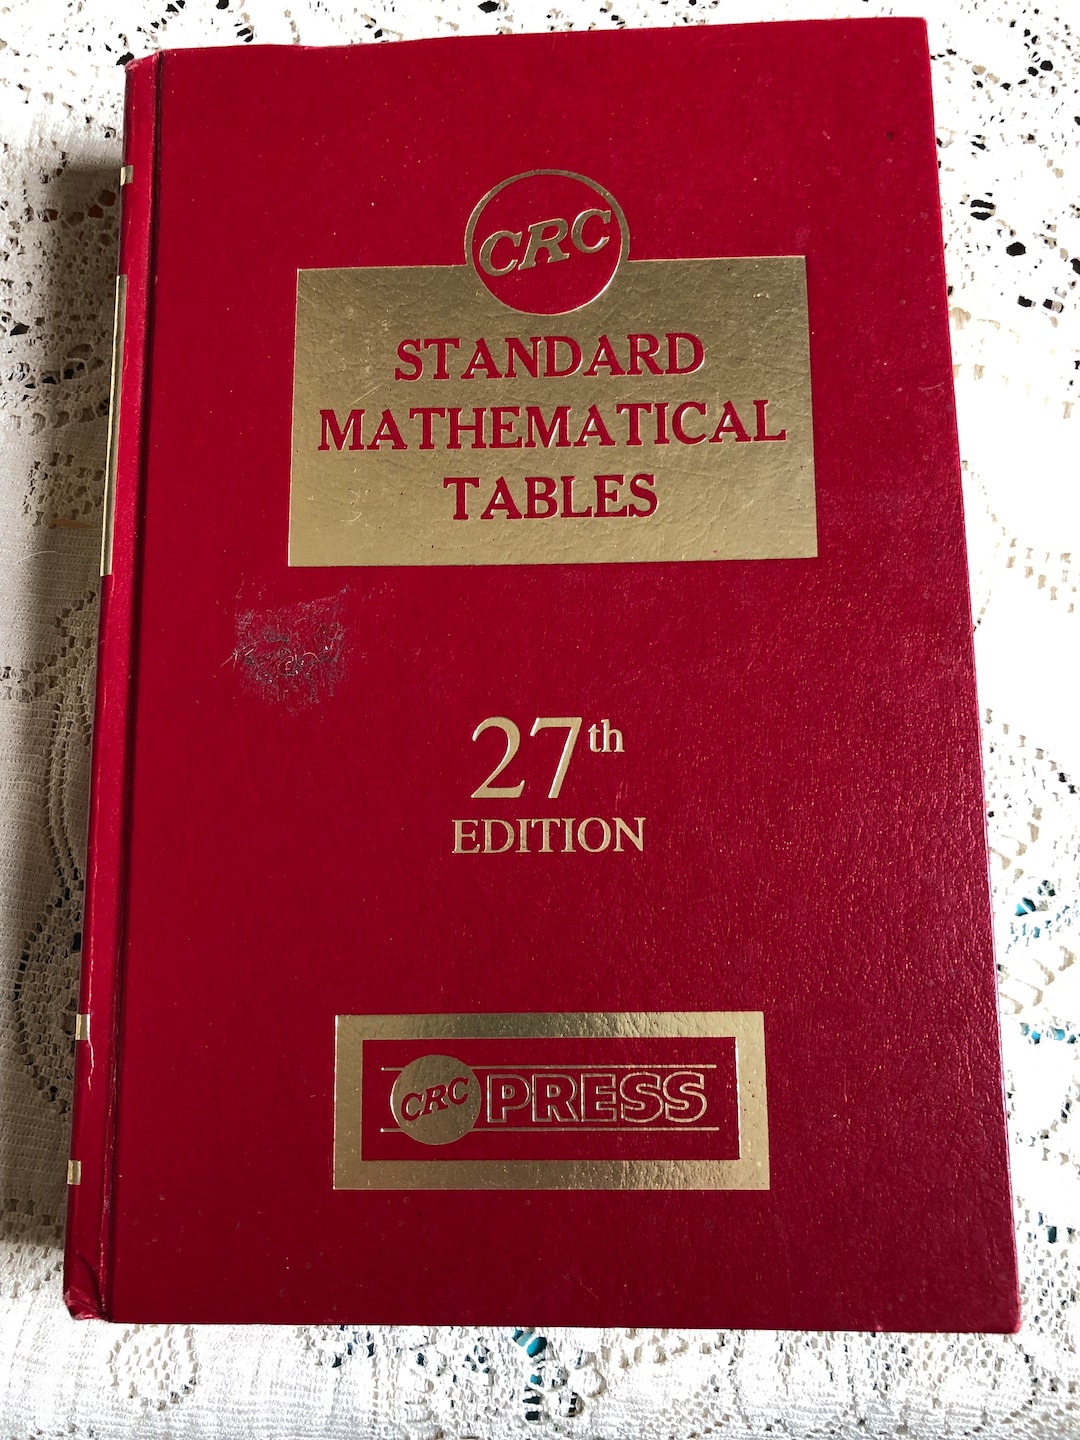 CRC
STANDARD
MATHEMATICAL
TABLES
27th
EDITION
CRC PRESS